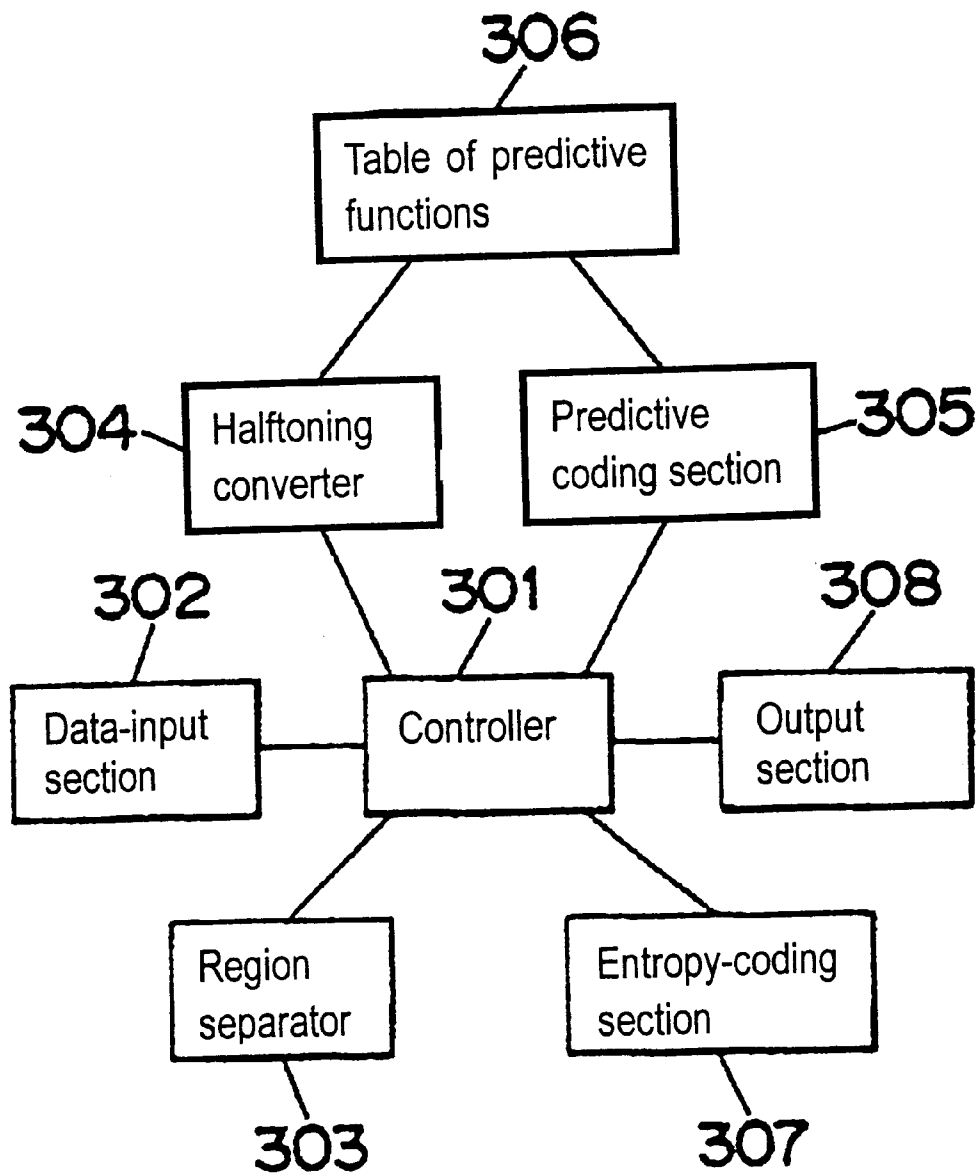 306
Table of predictive
functions
304
Halftoning
converter
Predictive
coding section
305
302
301
308
Data-input
section
Controller
Output
section
Region
separator
Entropy-coding
section
303
307